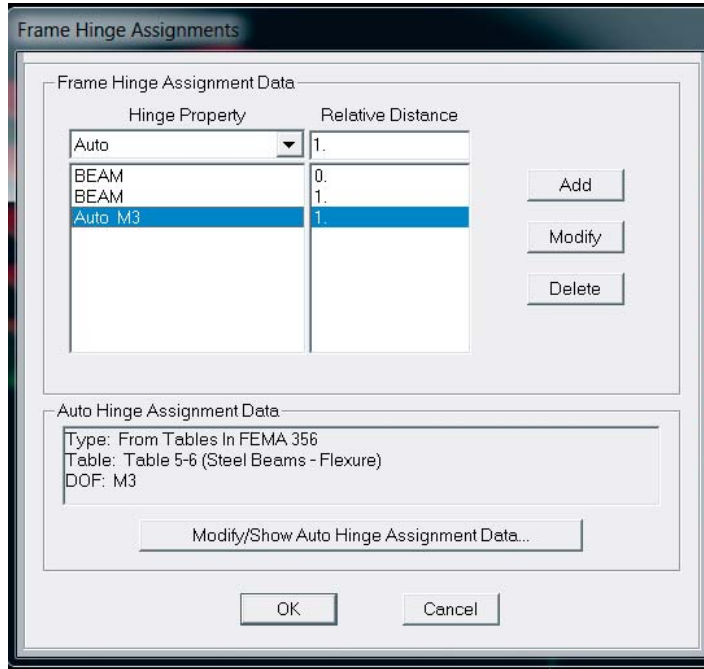 Frame Hinge Assignments
Frame Hinge Assignment Data
Hinge Property Relative Distance
Auto 1.
BEAM 0.
BEAM 1.
Auto M3 1.
Add
Modify
Delete
Auto Hinge Assignment Data
Type: From Tables In FEMA 356
Table: Table 5-6 (Steel Beams - Flexure)
DOF: M3
Modify/Show Auto Hinge Assignment Data...
OK Cancel